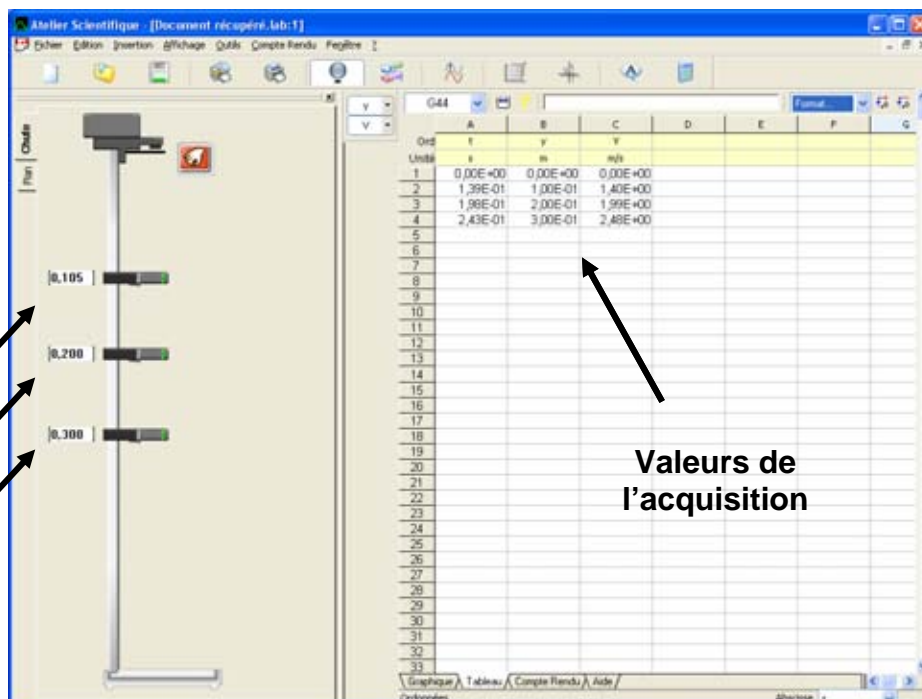 Atelier Scientifique - [Document récupéré.lab:1]
Fichier Edition Insertion Affichage Outils Compte Rendu Fenêtre ?
Chute
Plan
0,105
0,200
0,300
y
V
G44
Format...
A B C D E F G
Ord t y V
Unité s m m/s
1 0,00E+00 0,00E+00 0,00E+00
2 1,39E-01 1,00E-01 1,40E+00
3 1,98E-01 2,00E-01 1,99E+00
4 2,43E-01 3,00E-01 2,48E+00
5
6
7
8
9
10
11
12
13
14
15
16
17
18
19
20
21
22
23
24
25
26
27
28
29
30
31
32
33
Valeurs de
l’acquisition
Graphique Tableau Compte Rendu Aide
Ordonnées Abscisse